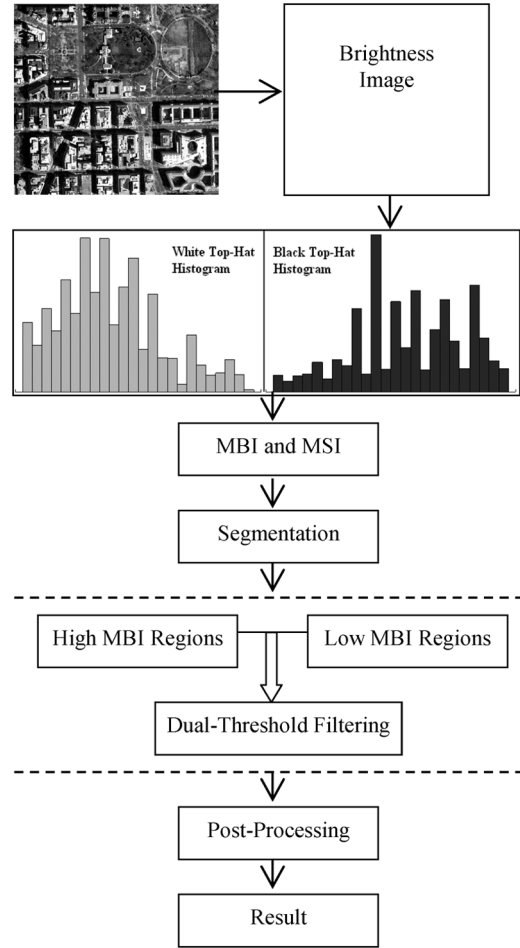 Brightness
Image
White Top-Hat
Histogram
Black Top-Hat
Histogram
MBI and MSI
Segmentation
High MBI Regions
Low MBI Regions
Dual-Threshold Filtering
Post-Processing
Result